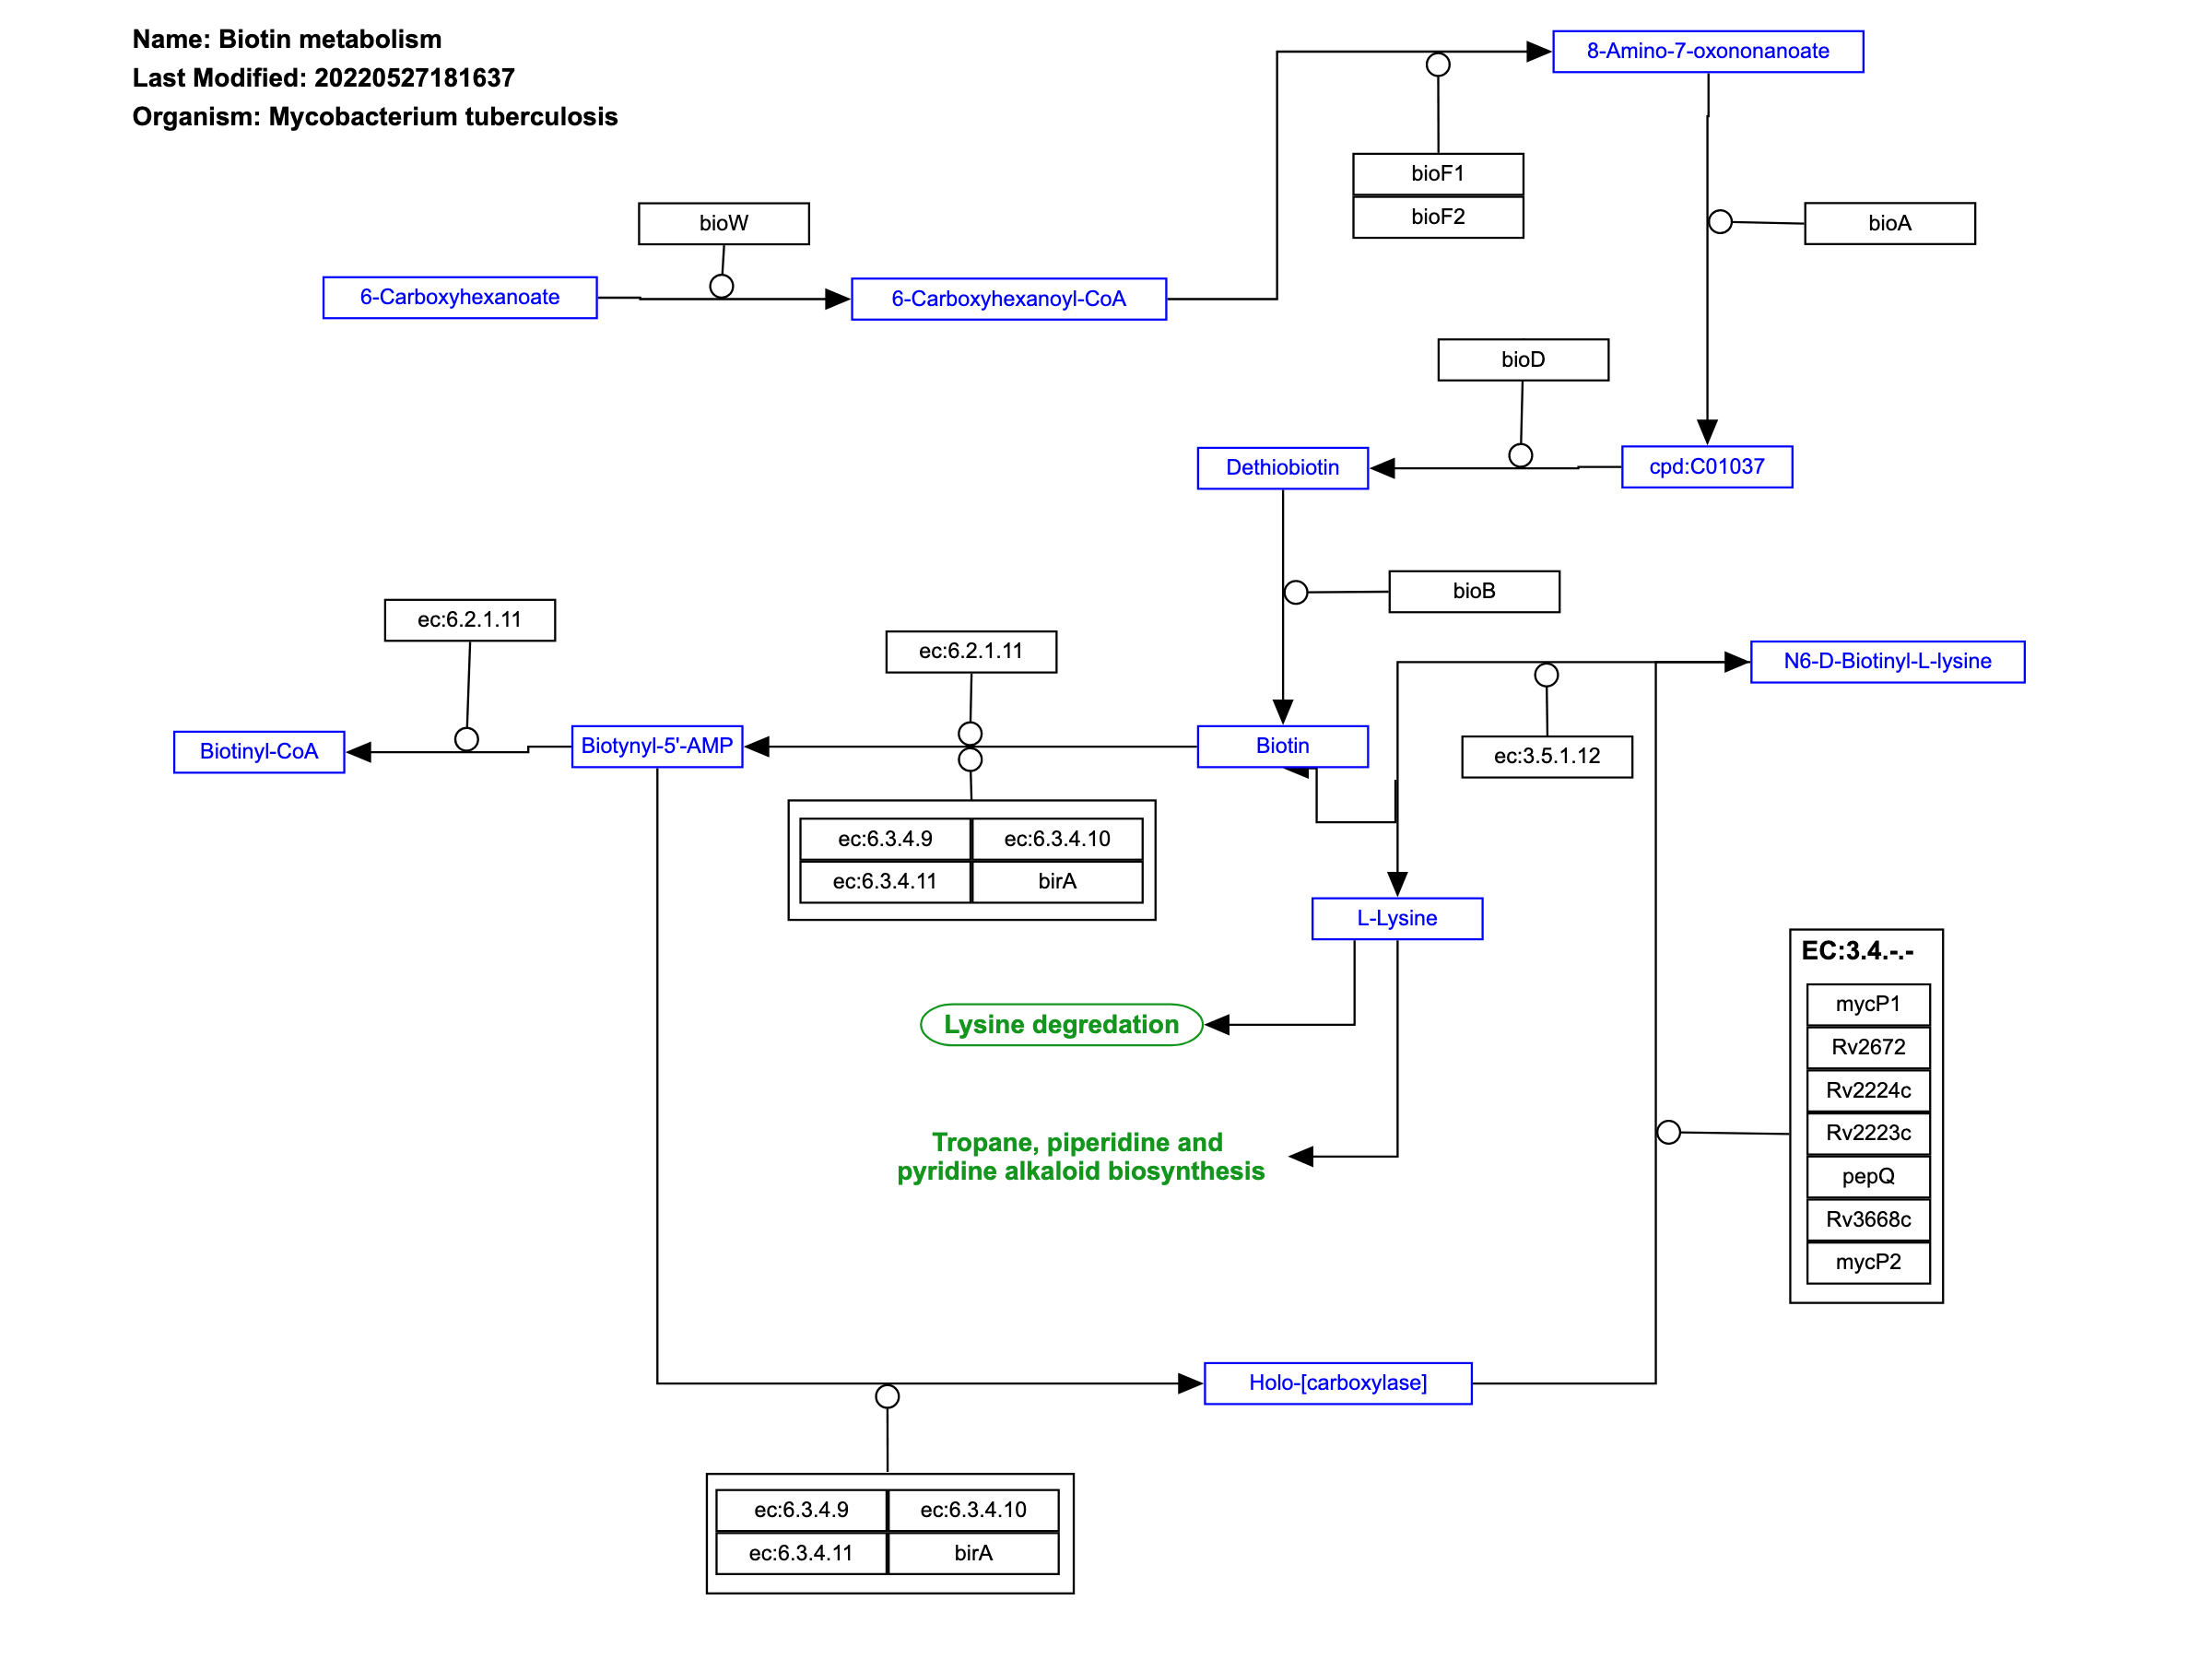 Name: Biotin metabolism
Last Modified: 20220527181637
Organism: Mycobacterium tuberculosis
8-Amino-7-oxononanoate
bioF1
bioF2
bioW
bioA
6-Carboxyhexanoate
6-Carboxyhexanoyl-CoA
bioD
Dethiobiotin
cpd:C01037
bioB
ec:6.2.1.11
ec:6.2.1.11
N6-D-Biotinyl-L-lysine
Biotinyl-CoA
Biotynyl-5'-AMP
Biotin
ec:3.5.1.12
ec:6.3.4.9
ec:6.3.4.10
ec:6.3.4.11
birA
L-Lysine
EC:3.4.-.-
mycP1
Rv2672
Rv2224c
Rv2223c
pepQ
Rv3668c
mycP2
Lysine degredation
Tropane, piperidine and
pyridine alkaloid biosynthesis
Holo-[carboxylase]
ec:6.3.4.9
ec:6.3.4.10
ec:6.3.4.11
birA